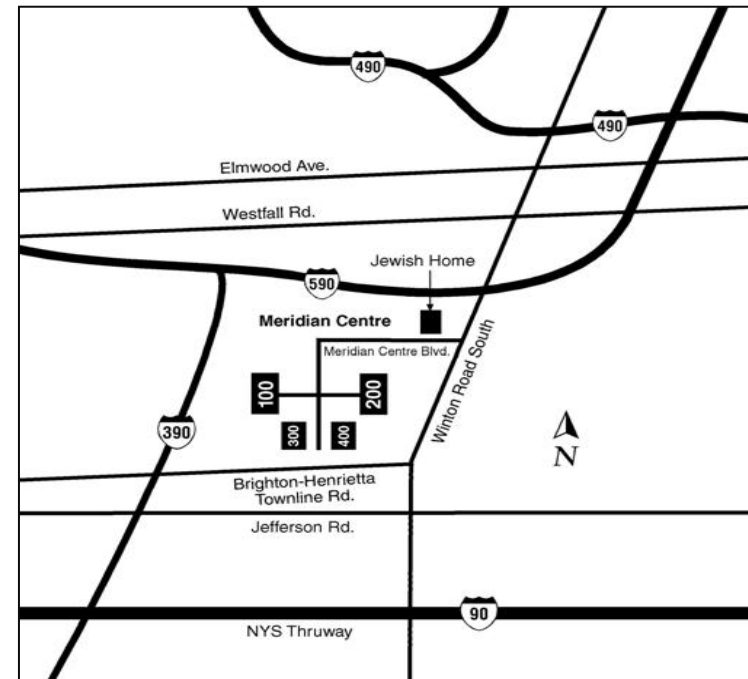 490
490
Elmwood Ave.
Westfall Rd.
Jewish Home
590
Meridian Centre
Meridian Centre Blvd.
Winton Road South
100
200
300
400
390
N
Brighton-Henrietta
Townline Rd.
Jefferson Rd.
90
NYS Thruway